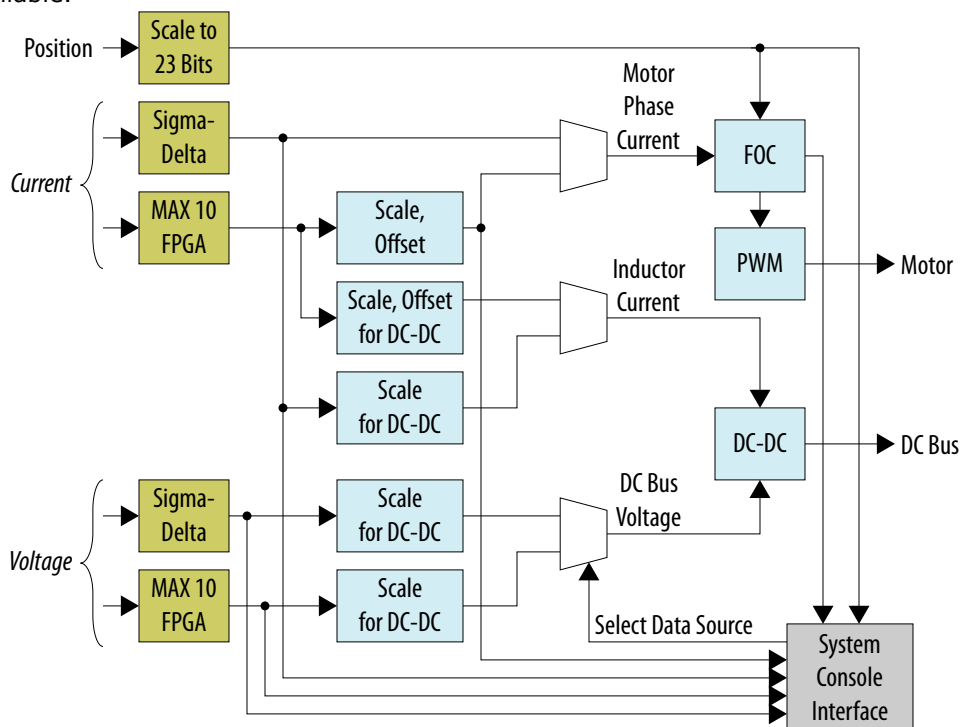 Position
Scale to
23 Bits
Current
Sigma-
Delta
MAX 10
FPGA
Scale,
Offset
Scale, Offset
for DC-DC
Scale
for DC-DC
Motor
Phase
Current
FOC
PWM
Motor
Inductor
Current
DC-DC
DC Bus
Voltage
Sigma-
Delta
MAX 10
FPGA
Scale
for DC-DC
Scale
for DC-DC
DC Bus
Voltage
Select Data Source
System
Console
Interface